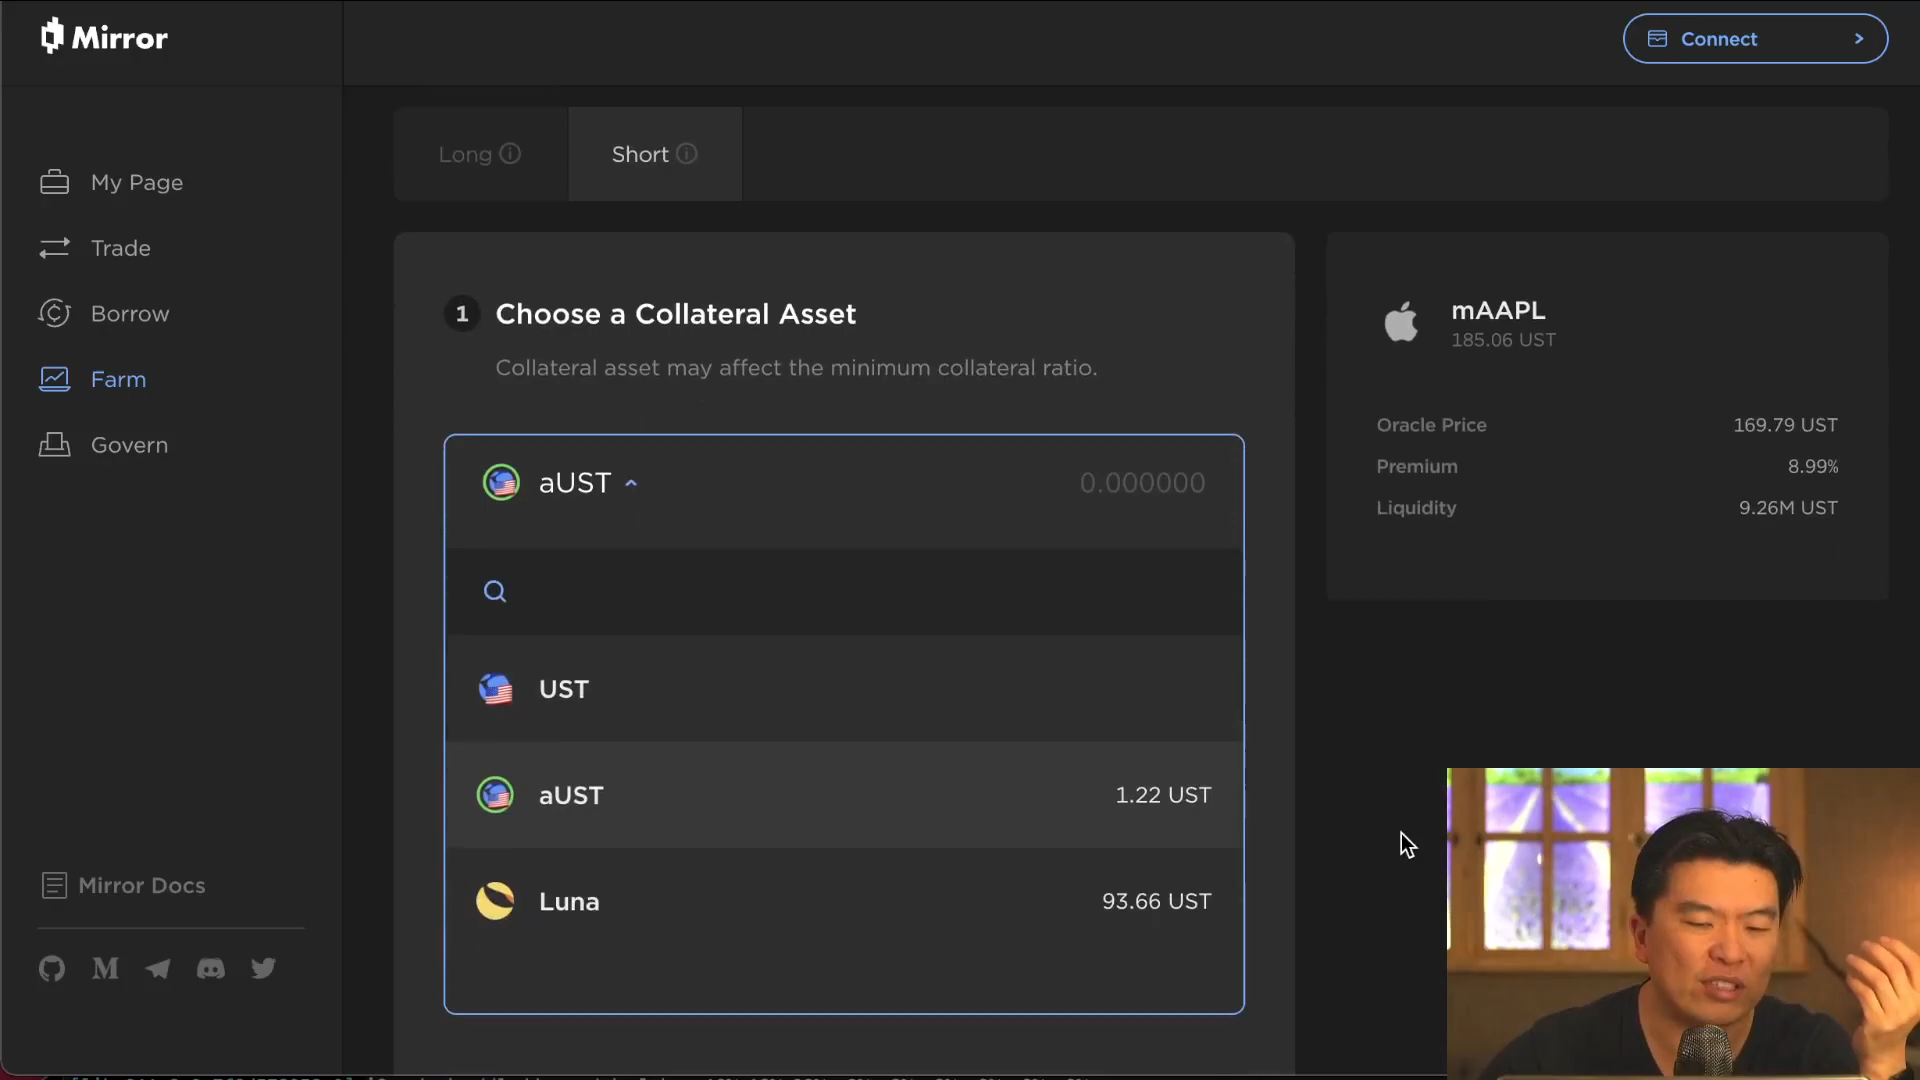 Mirror
Connect
My Page
Trade
Borrow
Farm
Govern
Mirror Docs
Long
Short
1 Choose a Collateral Asset
Collateral asset may affect the minimum collateral ratio.
aUST 0.000000
UST
aUST 1.22 UST
Luna 93.66 UST
mAAPL
185.06 UST
Oracle Price 169.79 UST
Premium 8.99%
Liquidity 9.26M UST